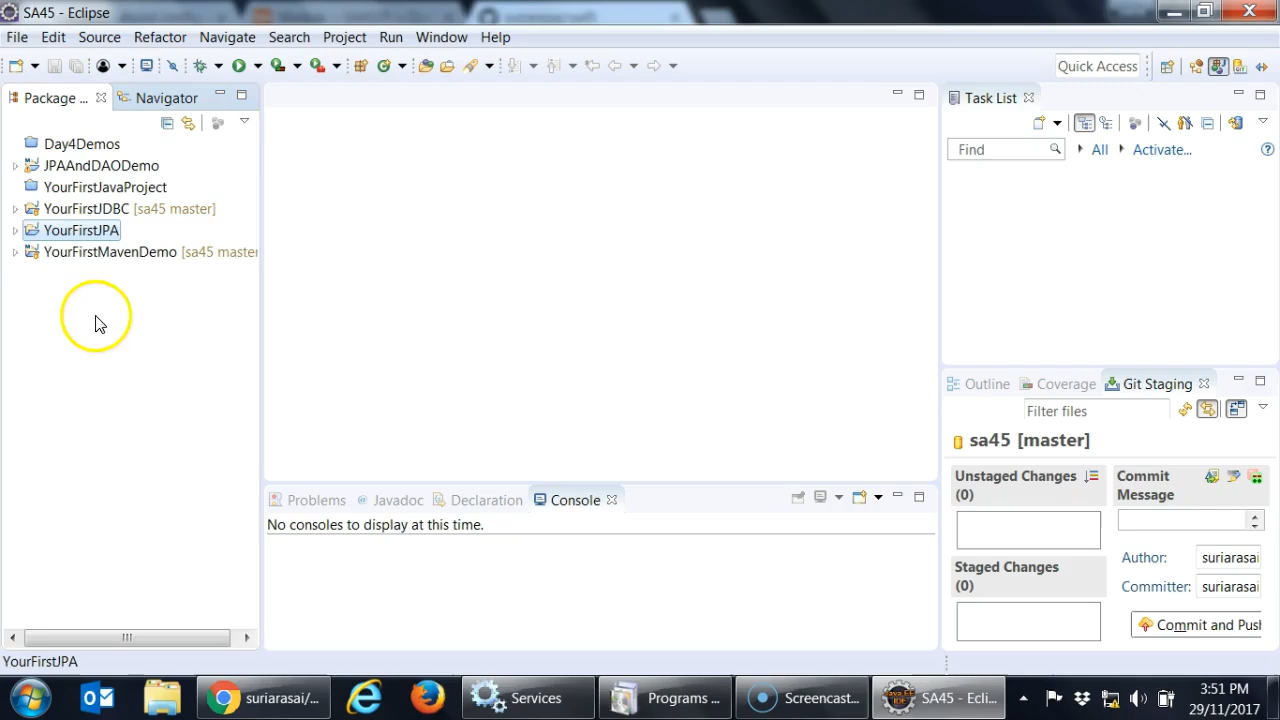 SA45 - Eclipse
File Edit Source Refactor Navigate Search Project Run Window Help
Quick Access
Package ... Navigator
Day4Demos
JPAAndDAODemo
YourFirstJavaProject
YourFirstJDBC [sa45 master]
YourFirstJPA
YourFirstMavenDemo [sa45 master
Task List
Find All Activate...
Outline Coverage Git Staging
Filter files
sa45 [master]
Unstaged Changes
(0)
Commit
Message
Staged Changes
(0)
Author: suriarasai
Committer: suriarasai
Commit and Push
Problems Javadoc Declaration Console
No consoles to display at this time.
YourFirstJPA
suriarasai/...
Services
Programs ...
Screencast...
SA45 - Ecli...
3:51 PM
29/11/2017